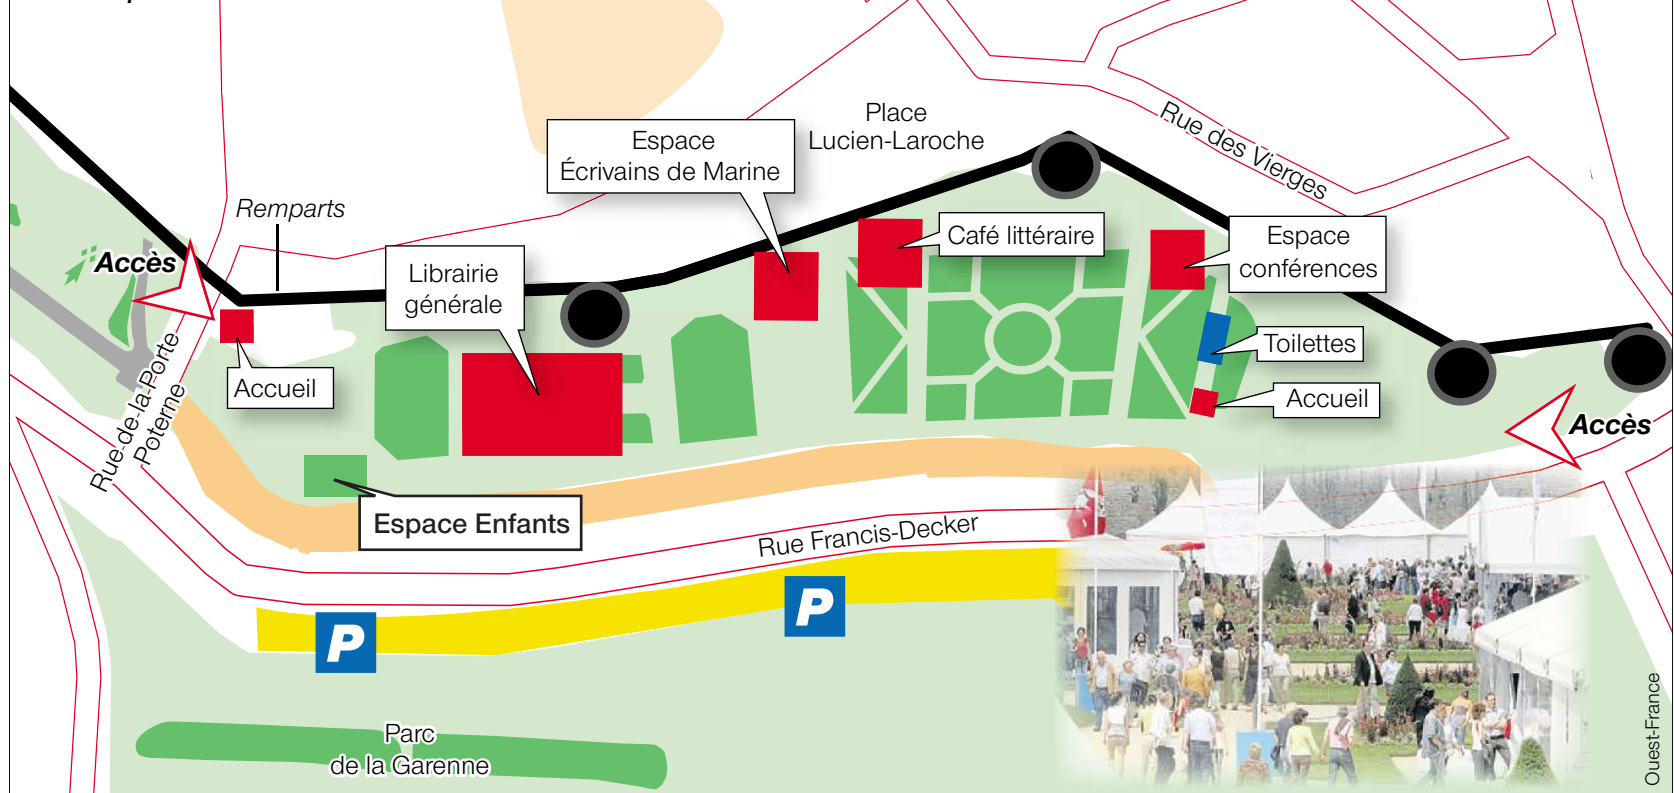 Place
Lucien-Laroche
Rue des Vierges
Espace
Écrivains de Marine
Remparts
Café littéraire
Espace
conférences
Accès
Librairie
générale
Toilettes
Accueil
Accueil
Accès
Rue-de-la-Porte
Poterne
Espace Enfants
Rue Francis-Decker
P
P
Parc
de la Garenne
Ouest-France